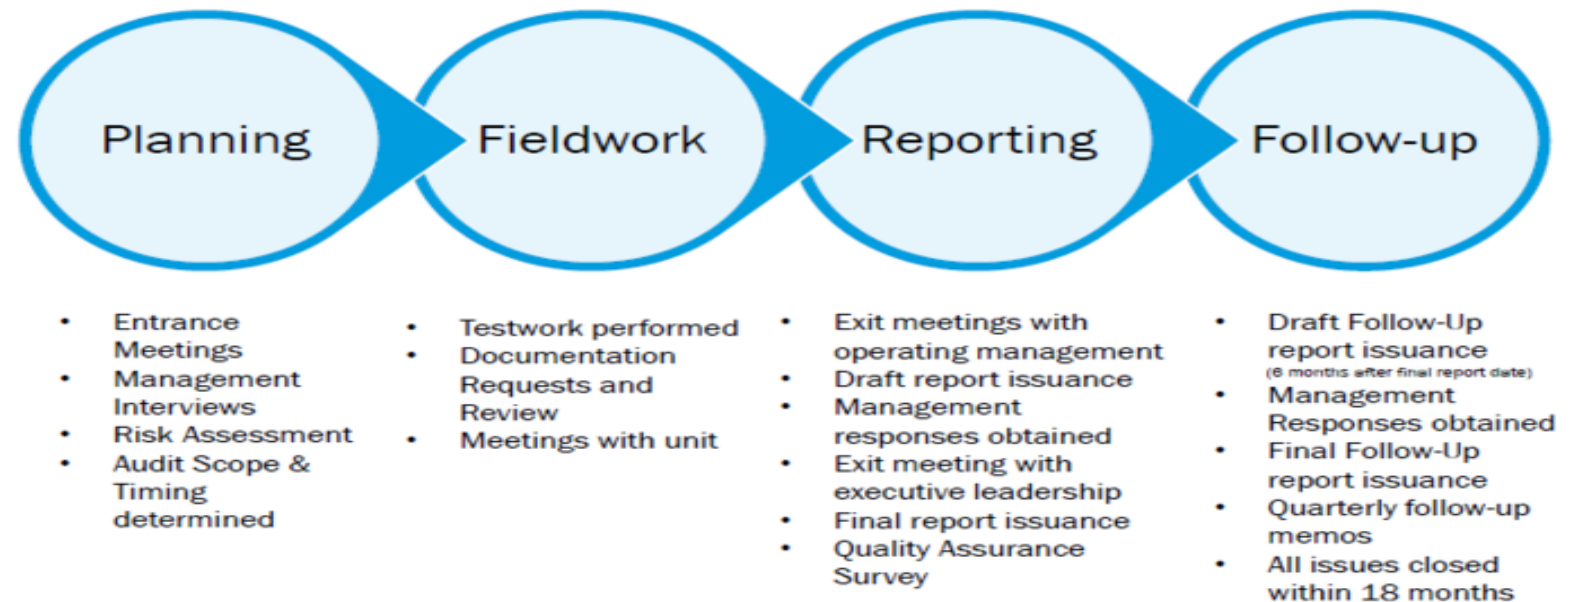 Planning
Fieldwork
Reporting
Follow-up
• Entrance
Meetings
• Management
Interviews
• Risk Assessment
• Audit Scope &
Timing
determined
• Testwork performed
• Documentation
Requests and
Review
• Meetings with unit
• Exit meetings with
operating management
• Draft report issuance
• Management
responses obtained
• Exit meeting with
executive leadership
• Final report issuance
• Quality Assurance
Survey
• Draft Follow-Up
report issuance
(6 months after final report date)
• Management
Responses obtained
• Final Follow-Up
report issuance
• Quarterly follow-up
memos
• All issues closed
within 18 months